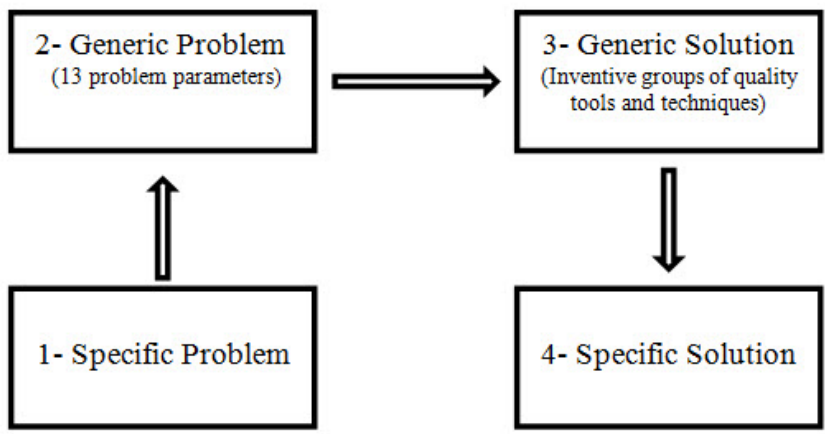 2- Generic Problem
(13 problem parameters)
3- Generic Solution
(Inventive groups of quality
tools and techniques)
1- Specific Problem
4- Specific Solution